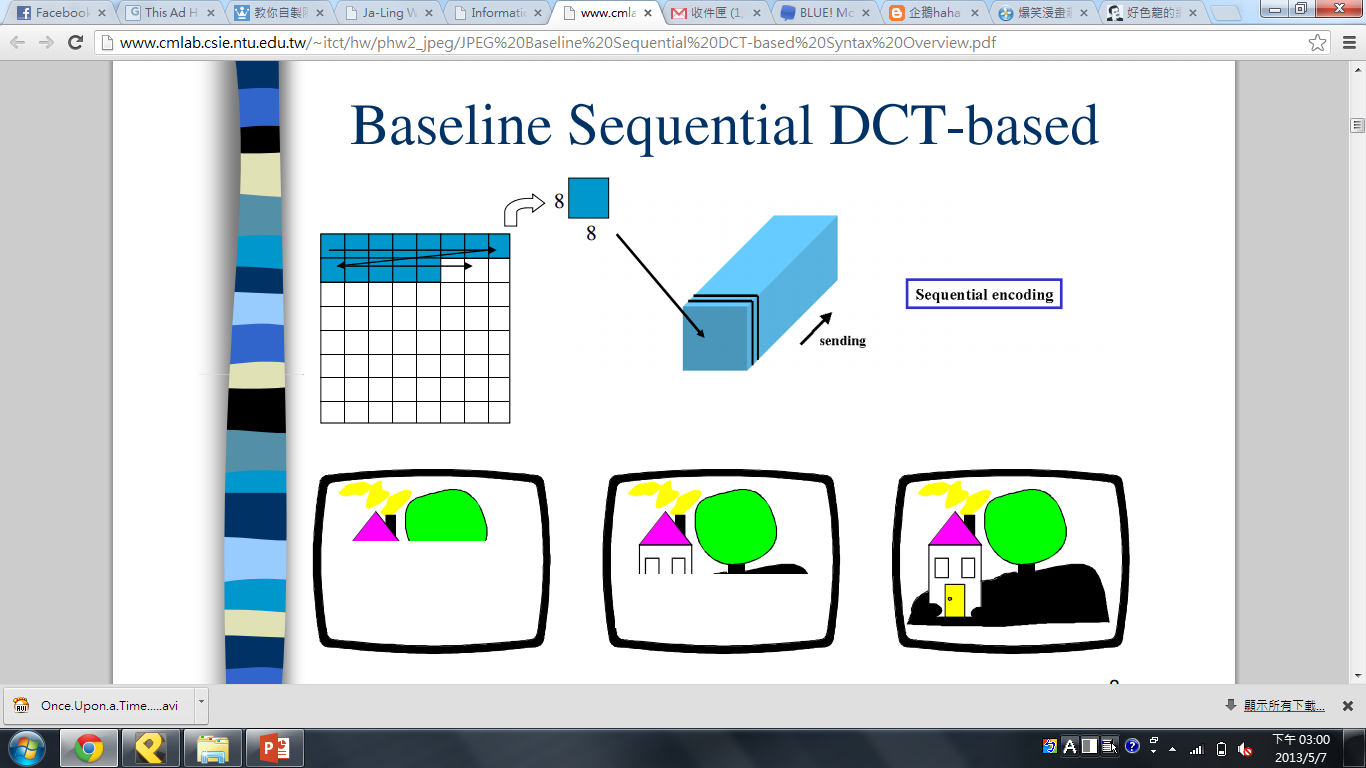 Facebook
This Ad H
教你自製
Ja-Ling W
Informatio
www.cmla
收件匣 (1,
BLUE! Mc
企鵝haha
爆笑漫畫
好色龍的
www.cmlab.csie.ntu.edu.tw/~itct/hw/phw2_jpeg/JPEG%20Baseline%20Sequential%20DCT-based%20Syntax%20Overview.pdf
Baseline Sequential DCT-based
8
8
Sequential encoding
sending
Once.Upon.a.Time.....avi
顯示所有下載...
下午 03:00
2013/5/7